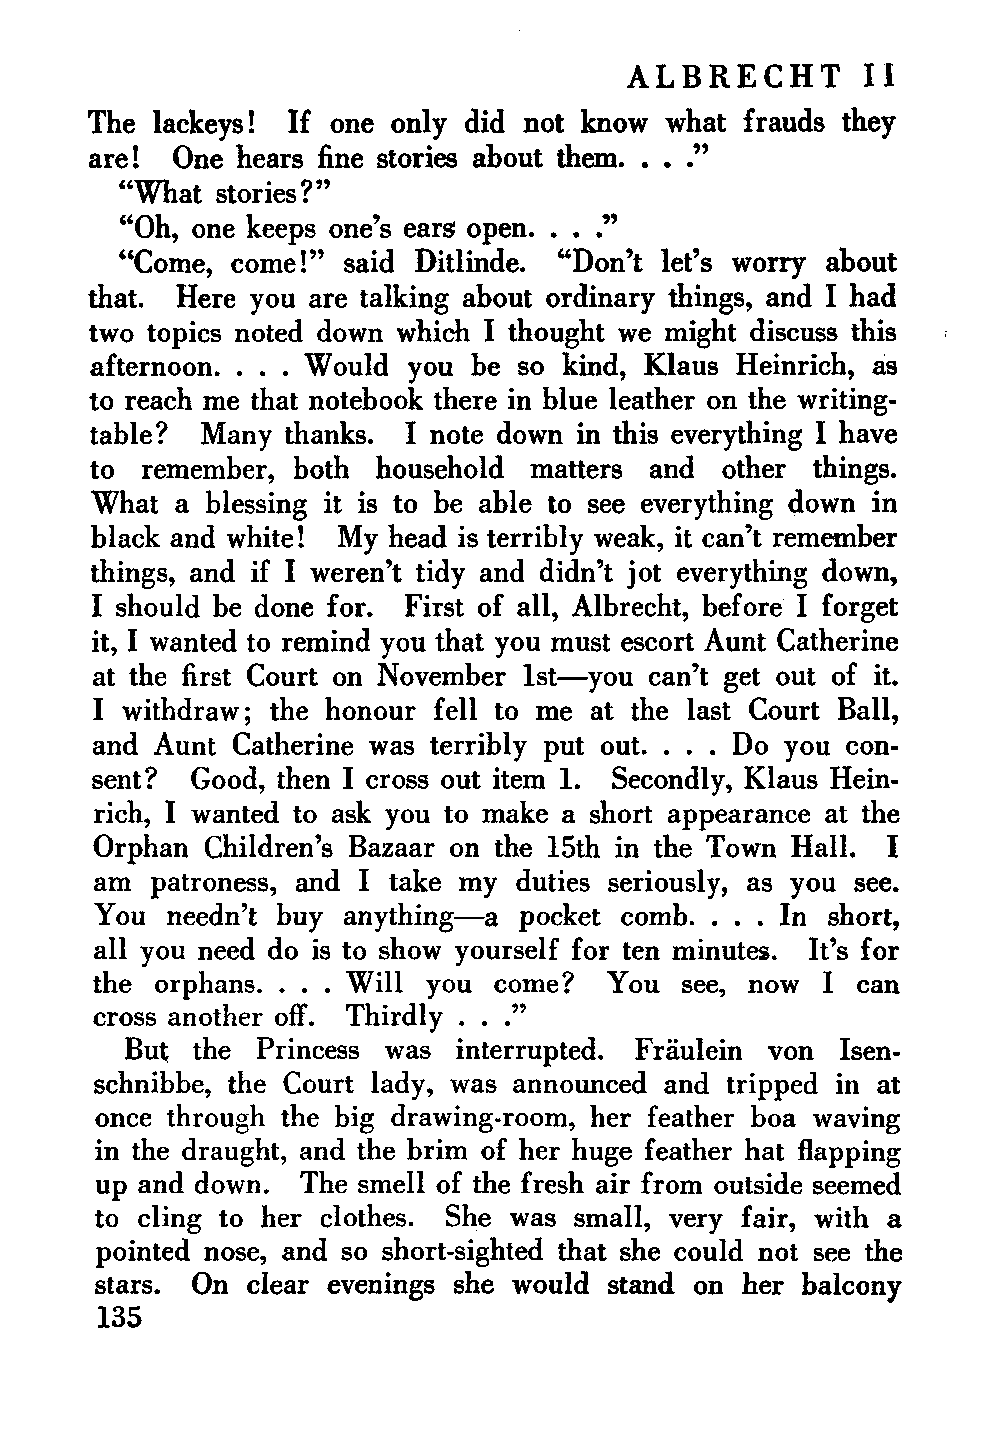 ALBRECHT II
The lackeys! If one only did not know what frauds they
are! One hears fine stories about them. . . ."
"What stories?"
"Oh, one keeps one's ears open. . . ."
"Come, come!" said Ditlinde. "Don't let's worry about
that. Here you are talking about ordinary things, and I had
two topics noted down which I thought we might discuss this
afternoon. . . . Would you be so kind, Klaus Heinrich, as
to reach me that notebook there in blue leather on the writing-
table? Many thanks. I note down in this everything I have
to remember, both household matters and other things.
What a blessing it is to be able to see everything down in
black and white! My head is terribly weak, it can't remember
things, and if I weren't tidy and didn't jot everything down,
I should be done for. First of all, Albrecht, before I forget
it, I wanted to remind you that you must escort Aunt Catherine
at the first Court on November 1st—you can't get out of it.
I withdraw; the honour fell to me at the last Court Ball,
and Aunt Catherine was terribly put out. . . . Do you con-
sent? Good, then I cross out item 1. Secondly, Klaus Hein-
rich, I wanted to ask you to make a short appearance at the
Orphan Children's Bazaar on the 15th in the Town Hall. I
am patroness, and I take my duties seriously, as you see.
You needn't buy anything—a pocket comb. . . . In short,
all you need do is to show yourself for ten minutes. It's for
the orphans. . . . Will you come? You see, now I can
cross another off. Thirdly . . ."
But the Princess was interrupted. Fräulein von Isen-
schnibbe, the Court lady, was announced and tripped in at
once through the big drawing-room, her feather boa waving
in the draught, and the brim of her huge feather hat flapping
up and down. The smell of the fresh air from outside seemed
to cling to her clothes. She was small, very fair, with a
pointed nose, and so short-sighted that she could not see the
stars. On clear evenings she would stand on her balcony
135